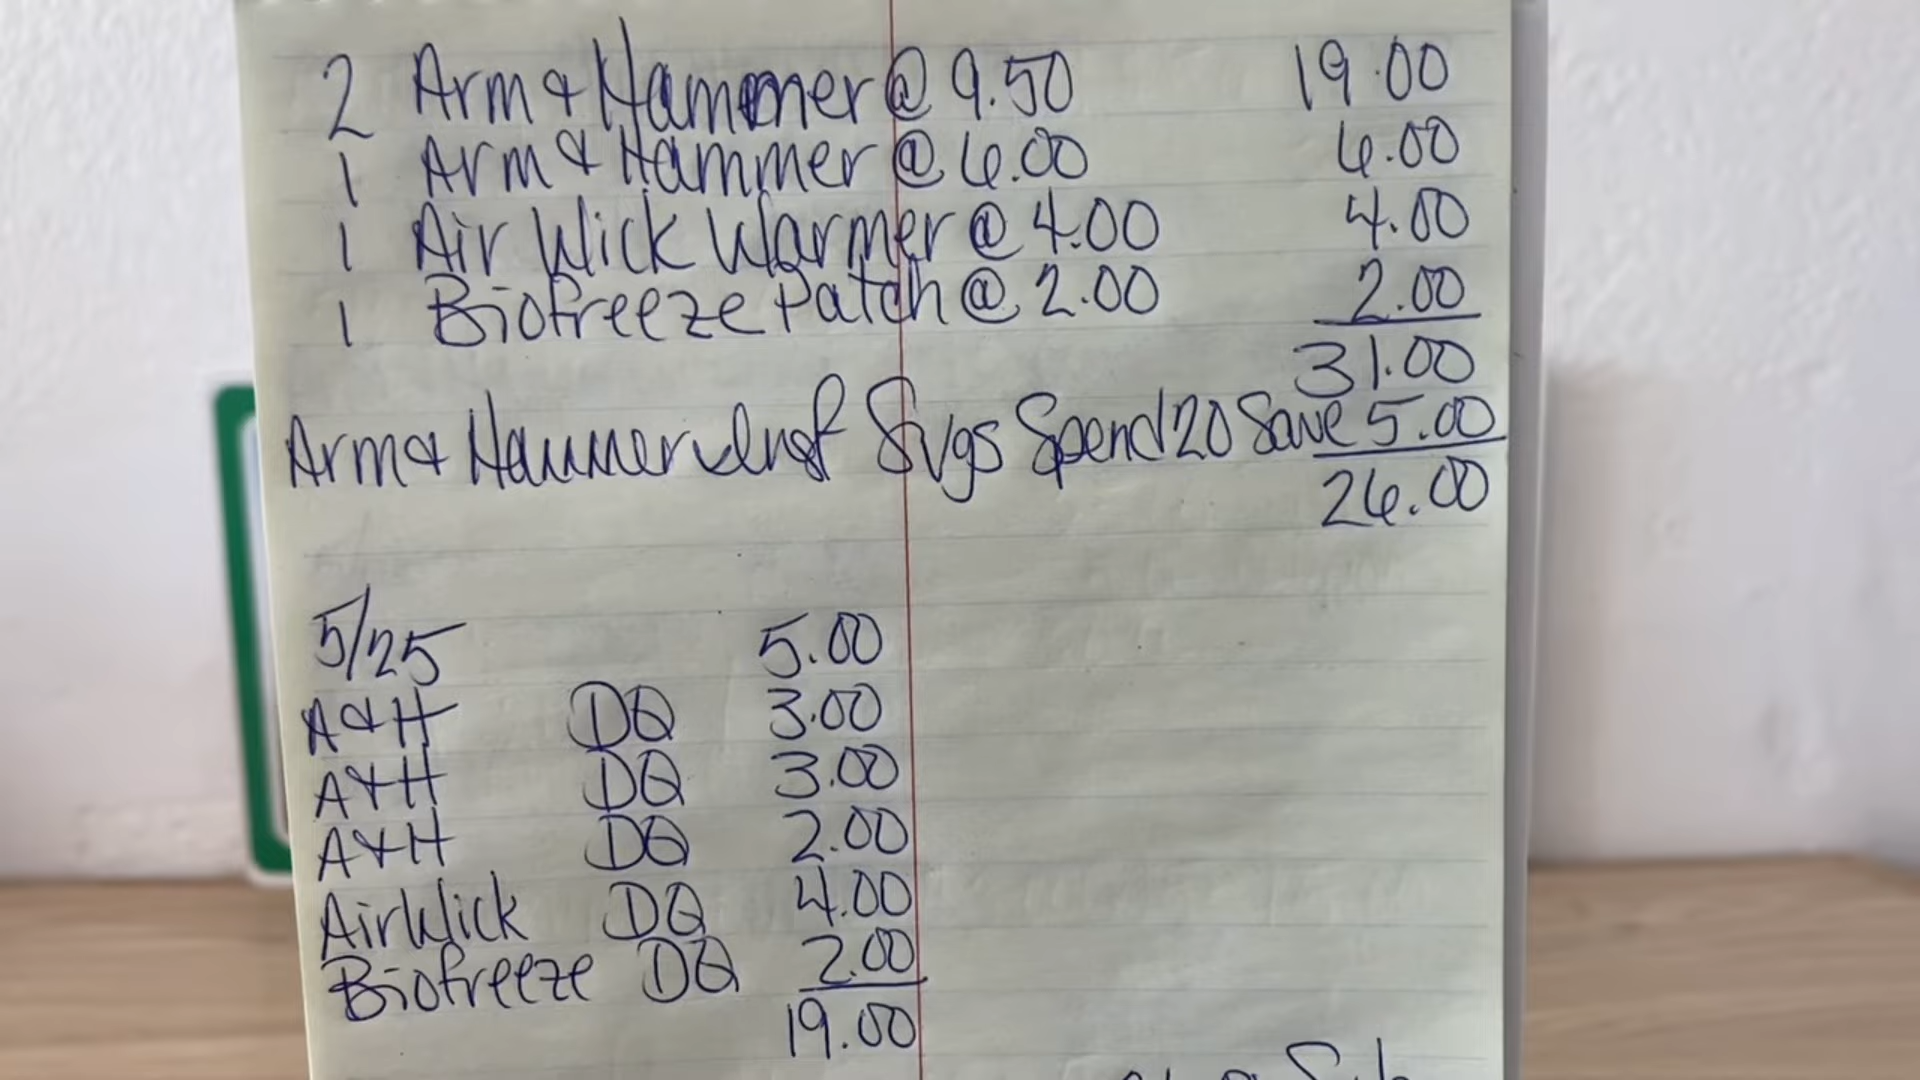 2 Arm & Hammer @ 9.50 19.00
1 Arm & Hammer @ 6.00 6.00
1 Air Wick Warmer @ 4.00 4.00
1 Biofreeze Patch @ 2.00 2.00
31.00
Arm & Hammer Svgs Spend 20 Save 5.00
26.00
5/25 5.00
A&H DQ 3.00
A&H DQ 3.00
A&H DQ 2.00
AirWick DQ 4.00
Biofreeze DQ 2.00
19.00